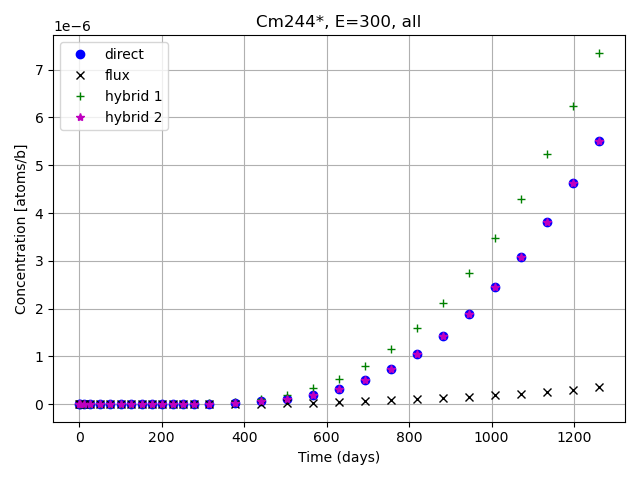 Cm244*, E=300, all
1e−6
direct
flux
hybrid 1
hybrid 2
7
6
5
4
3
2
1
0
Concentration [atoms/b]
0 200 400 600 800 1000 1200
Time (days)